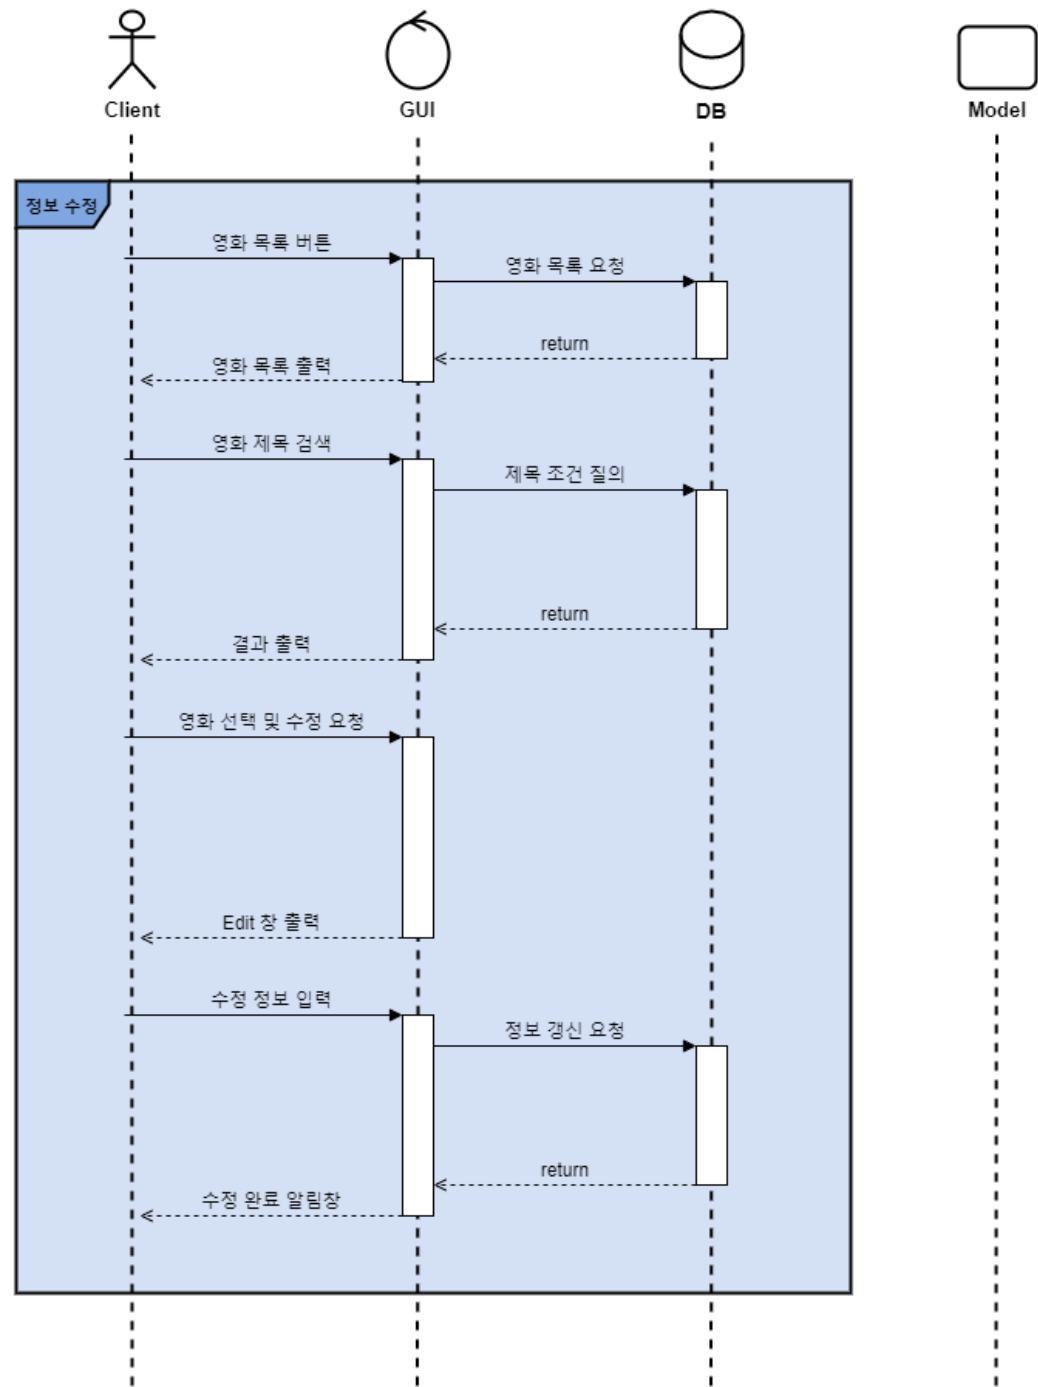 Client
GUI
DB
Model
정보 수정
영화 목록 버튼
영화 목록 요청
return
영화 목록 출력
영화 제목 검색
제목 조건 질의
return
결과 출력
영화 선택 및 수정 요청
Edit 창 출력
수정 정보 입력
정보 갱신 요청
return
수정 완료 알림창